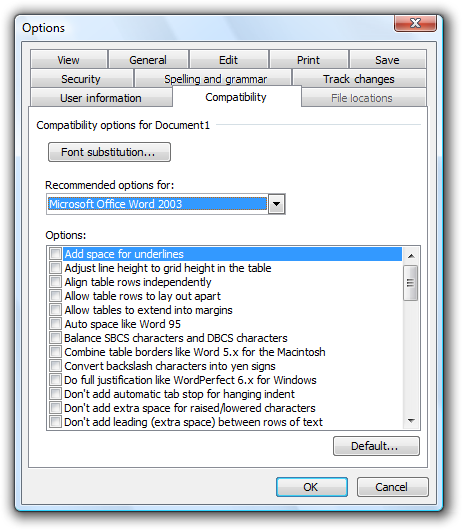 Options
View General Edit Print Save
Security Spelling and grammar Track changes
User information Compatibility File locations
Compatibility options for Document1
Font substitution...
Recommended options for:
Microsoft Office Word 2003
Options:
Add space for underlines
Adjust line height to grid height in the table
Align table rows independently
Allow table rows to lay out apart
Allow tables to extend into margins
Auto space like Word 95
Balance SBCS characters and DBCS characters
Combine table borders like Word 5.x for the Macintosh
Convert backslash characters into yen signs
Do full justification like WordPerfect 6.x for Windows
Don't add automatic tab stop for hanging indent
Don't add extra space for raised/lowered characters
Don't add leading (extra space) between rows of text
Default...
OK Cancel